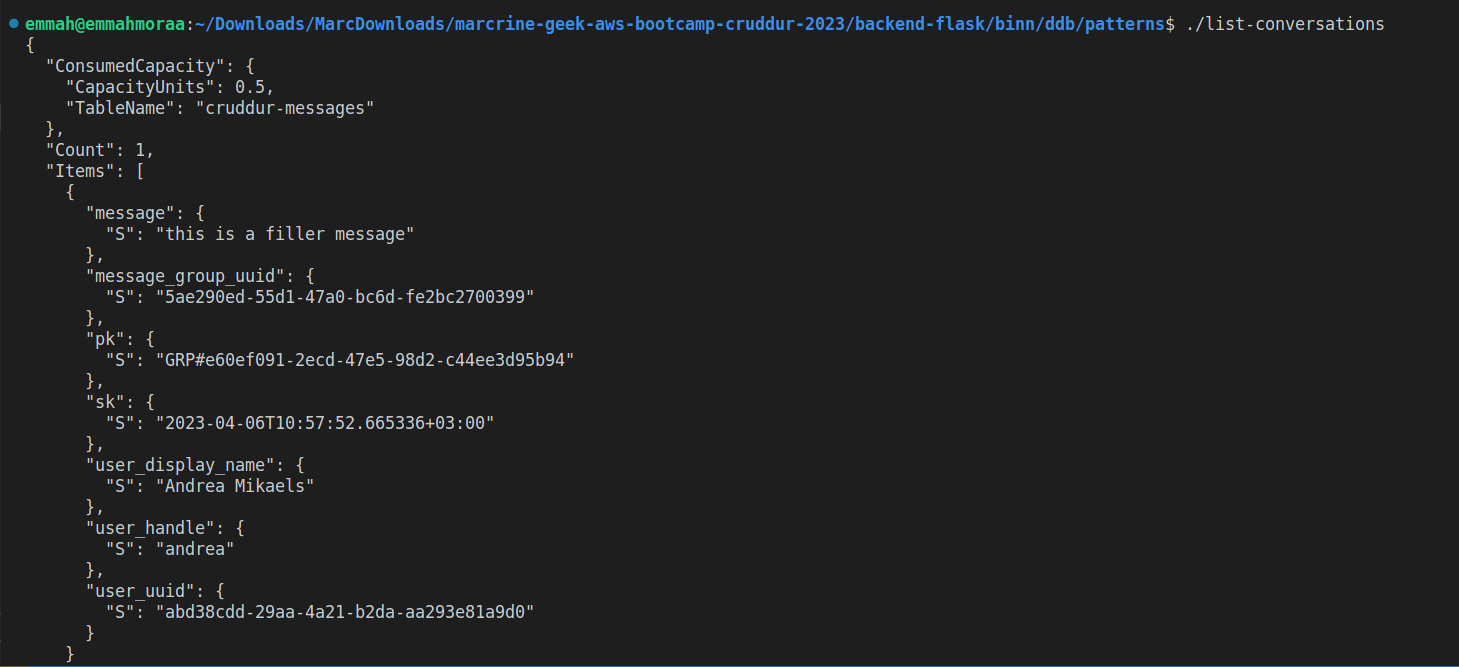 emmah@emmahmoraa:~/Downloads/MarcDownloads/marcrine-geek-aws-bootcamp-cruddur-2023/backend-flask/binn/ddb/patterns$ ./list-conversations
{
  "ConsumedCapacity": {
    "CapacityUnits": 0.5,
    "TableName": "cruddur-messages"
  },
  "Count": 1,
  "Items": [
    {
      "message": {
        "S": "this is a filler message"
      },
      "message_group_uuid": {
        "S": "5ae290ed-55d1-47a0-bc6d-fe2bc2700399"
      },
      "pk": {
        "S": "GRP#e60ef091-2ecd-47e5-98d2-c44ee3d95b94"
      },
      "sk": {
        "S": "2023-04-06T10:57:52.665336+03:00"
      },
      "user_display_name": {
        "S": "Andrea Mikaels"
      },
      "user_handle": {
        "S": "andrea"
      },
      "user_uuid": {
        "S": "abd38cdd-29aa-4a21-b2da-aa293e81a9d0"
      }
    }